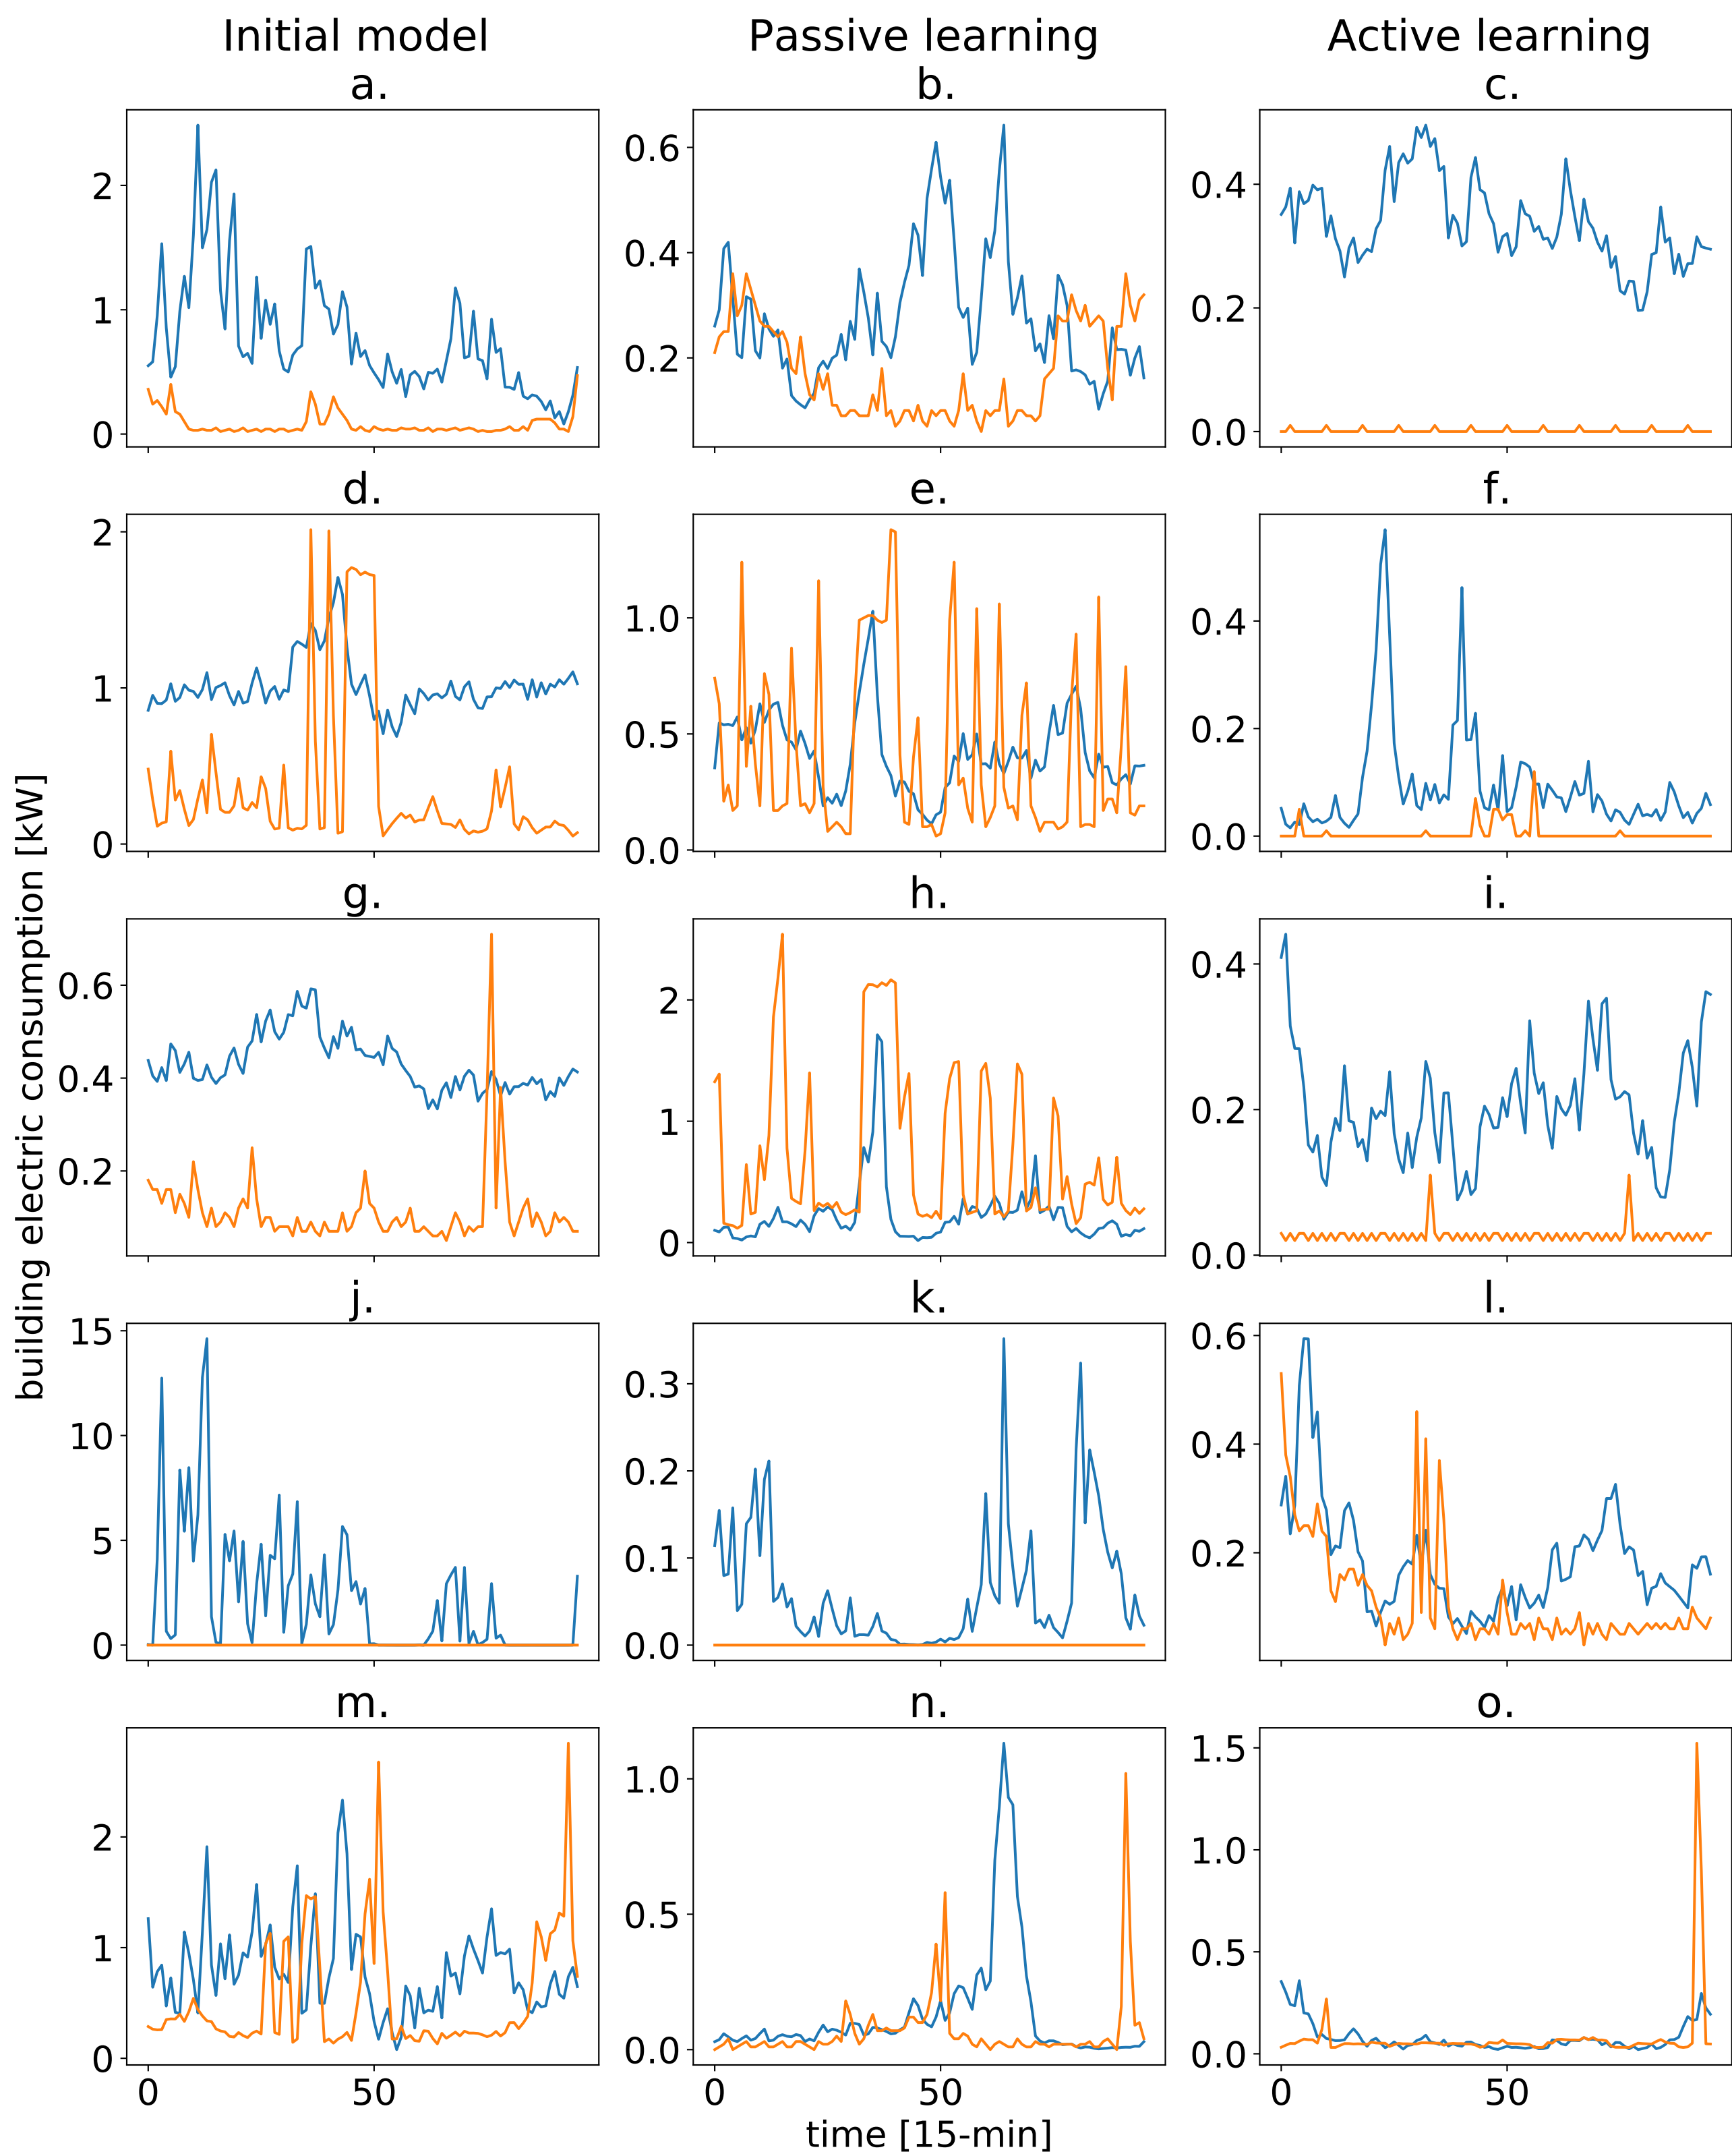 Initial model
Passive learning
Active learning
a.
b.
c.
2
1
0
0.6
0.4
0.2
0.4
0.2
0.0
d.
e.
f.
2
1
0
1.0
0.5
0.0
0.4
0.2
0.0
g.
h.
i.
0.6
0.4
0.2
2
1
0
0.4
0.2
0.0
building electric consumption [kW]
j.
k.
l.
15
10
5
0
0.3
0.2
0.1
0.0
0.6
0.4
0.2
m.
n.
o.
2
1
0
1.0
0.5
0.0
1.5
1.0
0.5
0.0
0
50
0
50
0
50
time [15-min]